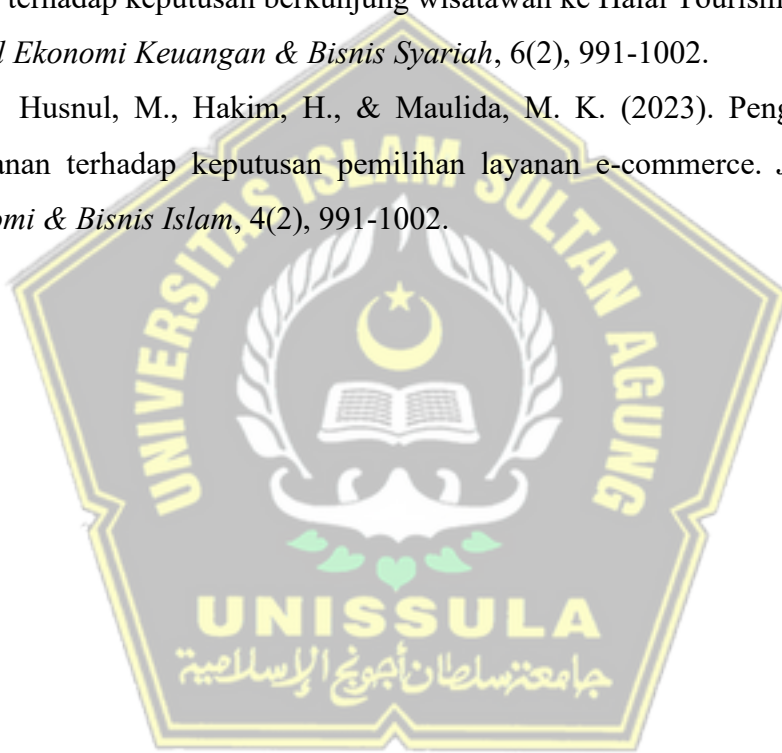 terhadap keputusan berkunjung wisatawan ke Halal Tourism
l Ekonomi Keuangan & Bisnis Syariah, 6(2), 991-1002.
Husnul, M., Hakim, H., & Maulida, M. K. (2023). Peng
anan terhadap keputusan pemilihan layanan e-commerce. J
omi & Bisnis Islam, 4(2), 991-1002.
UNIVERSITAS ISLAM SULTAN AGUNG
UNISSULA
جامعة سلطان أجونج الإسلامية